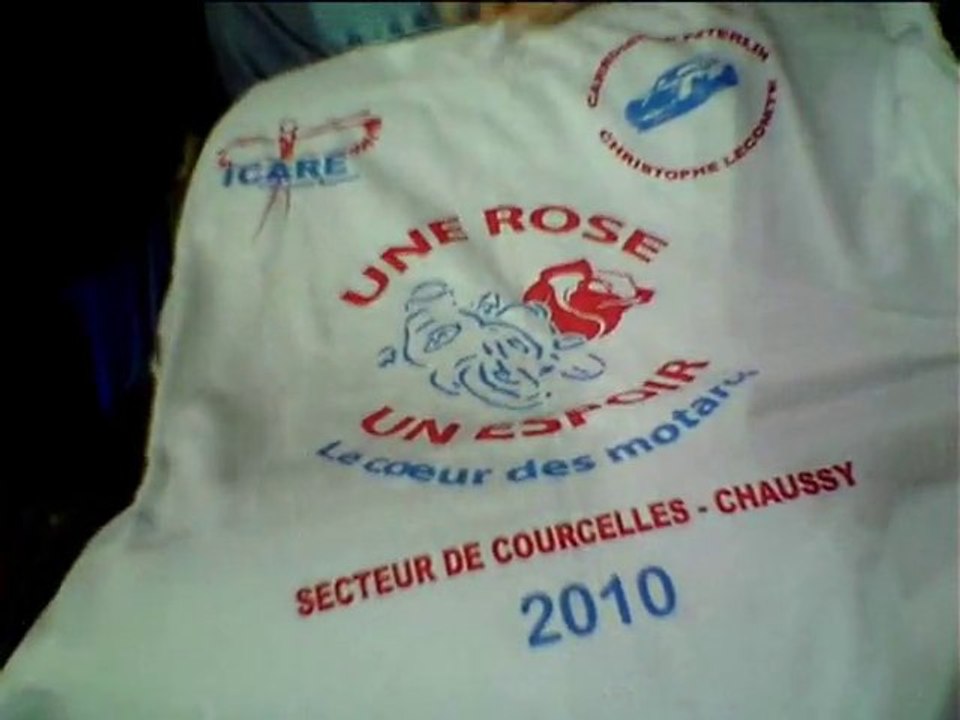 ICARE
CHRISTOPHE LECOMTE
UNE ROSE
UN ESPOIR
Le coeur des motards
SECTEUR DE COURCELLES - CHAUSSY
2010